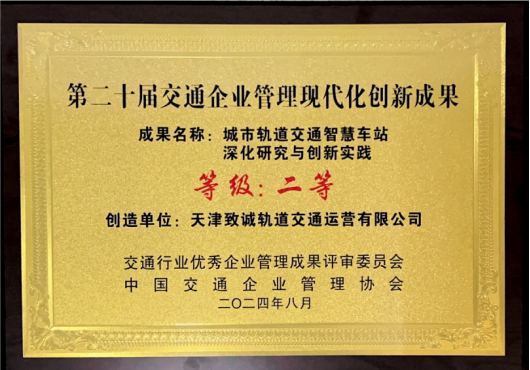 第二十届交通企业管理现代化创新成果
成果名称：城市轨道交通智慧车站
深化研究与创新实践
等级：二等
创造单位：天津致诚轨道交通运营有限公司
交通行业优秀企业管理成果评审委员会
中国交通企业管理协会
二〇二四年八月